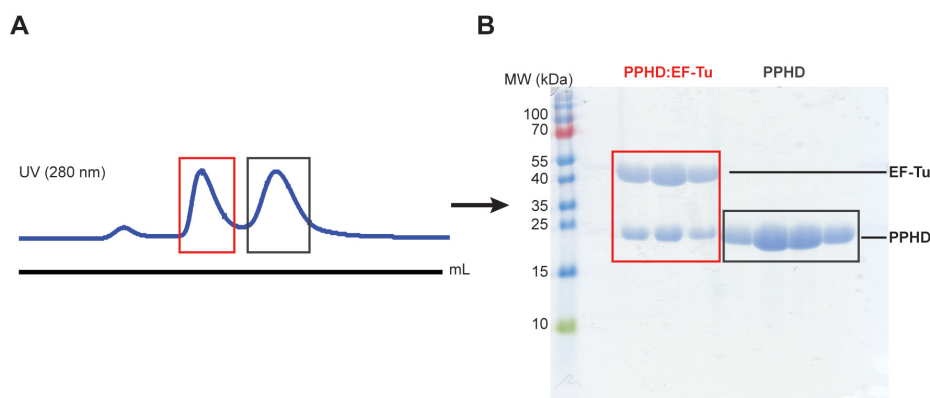 A
UV (280 nm)
mL
B
MW (kDa)
PPHD:EF-Tu
PPHD
100
70
55
40
35
25
15
10
EF-Tu
PPHD